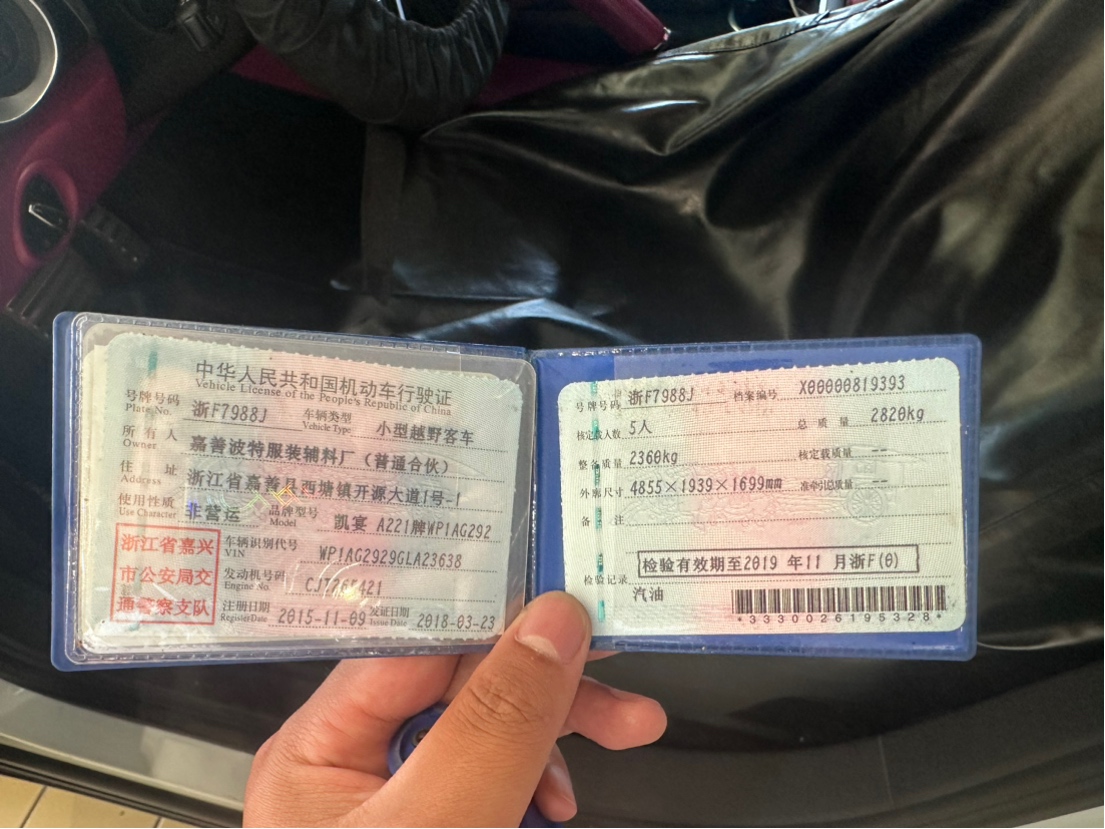 中华人民共和国机动车行驶证
Vehicle License of the People's Republic of China
号牌号码 浙F7988J 车辆类型 小型越野客车
Plate No. Vehicle Type
所有人 嘉善波特服装辅料厂（普通合伙）
Owner
住址 浙江省嘉善县西塘镇开源大道1号-1
Address
使用性质 非营运 品牌型号 凯宴 A221牌WP1AG292
Use Character Model
浙江省嘉兴
市公安局交
通警察支队
车辆识别代号 WP1AG2929GLA23638
VIN
发动机号码
Engine No.
注册日期 2015-11-09 发证日期 2018-03-23
Register Date Issue Date
号牌号码 浙F7988J 档案编号 X00000819393
核定载人数 5人 总质量 2820kg
整备质量 2360kg 核定载质量 --
外廓尺寸 4855×1939×1699mm 准牵引总质量 --
备注
检验有效期至2019 年11 月浙F(0)
检验记录
汽油
*3330026195328*